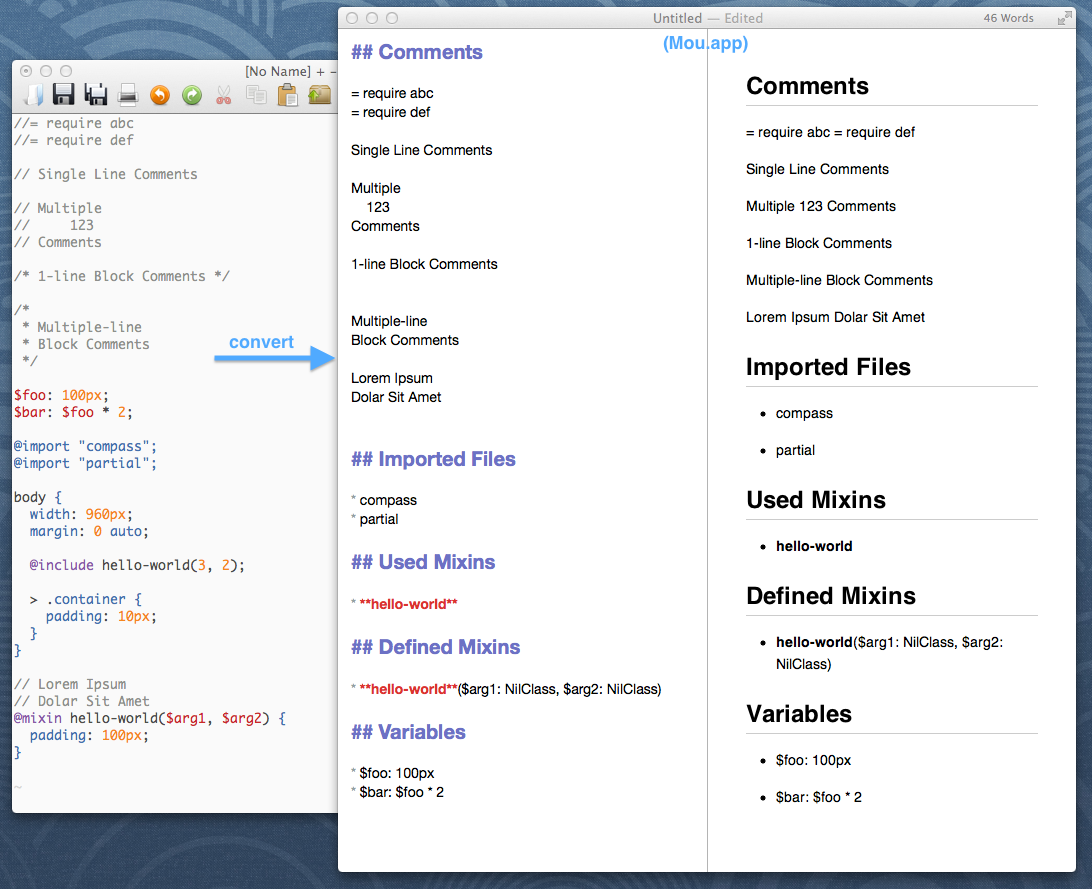 [No Name] + –
//= require abc
//= require def
// Single Line Comments
// Multiple
//     123
// Comments
/* 1-line Block Comments */
/*
 * Multiple-line
 * Block Comments
 */
$foo: 100px;
$bar: $foo * 2;
@import "compass";
@import "partial";
body {
  width: 960px;
  margin: 0 auto;
  @include hello-world(3, 2);
  > .container {
    padding: 10px;
  }
}
// Lorem Ipsum
// Dolar Sit Amet
@mixin hello-world($arg1, $arg2) {
  padding: 100px;
}
~
convert
Untitled — Edited
46 Words
(Mou.app)
## Comments
= require abc
= require def
Single Line Comments
Multiple
    123
Comments
1-line Block Comments
Multiple-line
Block Comments
Lorem Ipsum
Dolar Sit Amet
## Imported Files
* compass
* partial
## Used Mixins
* **hello-world**
## Defined Mixins
* **hello-world**($arg1: NilClass, $arg2: NilClass)
## Variables
* $foo: 100px
* $bar: $foo * 2
Comments
= require abc = require def
Single Line Comments
Multiple 123 Comments
1-line Block Comments
Multiple-line Block Comments
Lorem Ipsum Dolar Sit Amet
Imported Files
• compass
• partial
Used Mixins
• hello-world
Defined Mixins
• hello-world($arg1: NilClass, $arg2:
NilClass)
Variables
• $foo: 100px
• $bar: $foo * 2